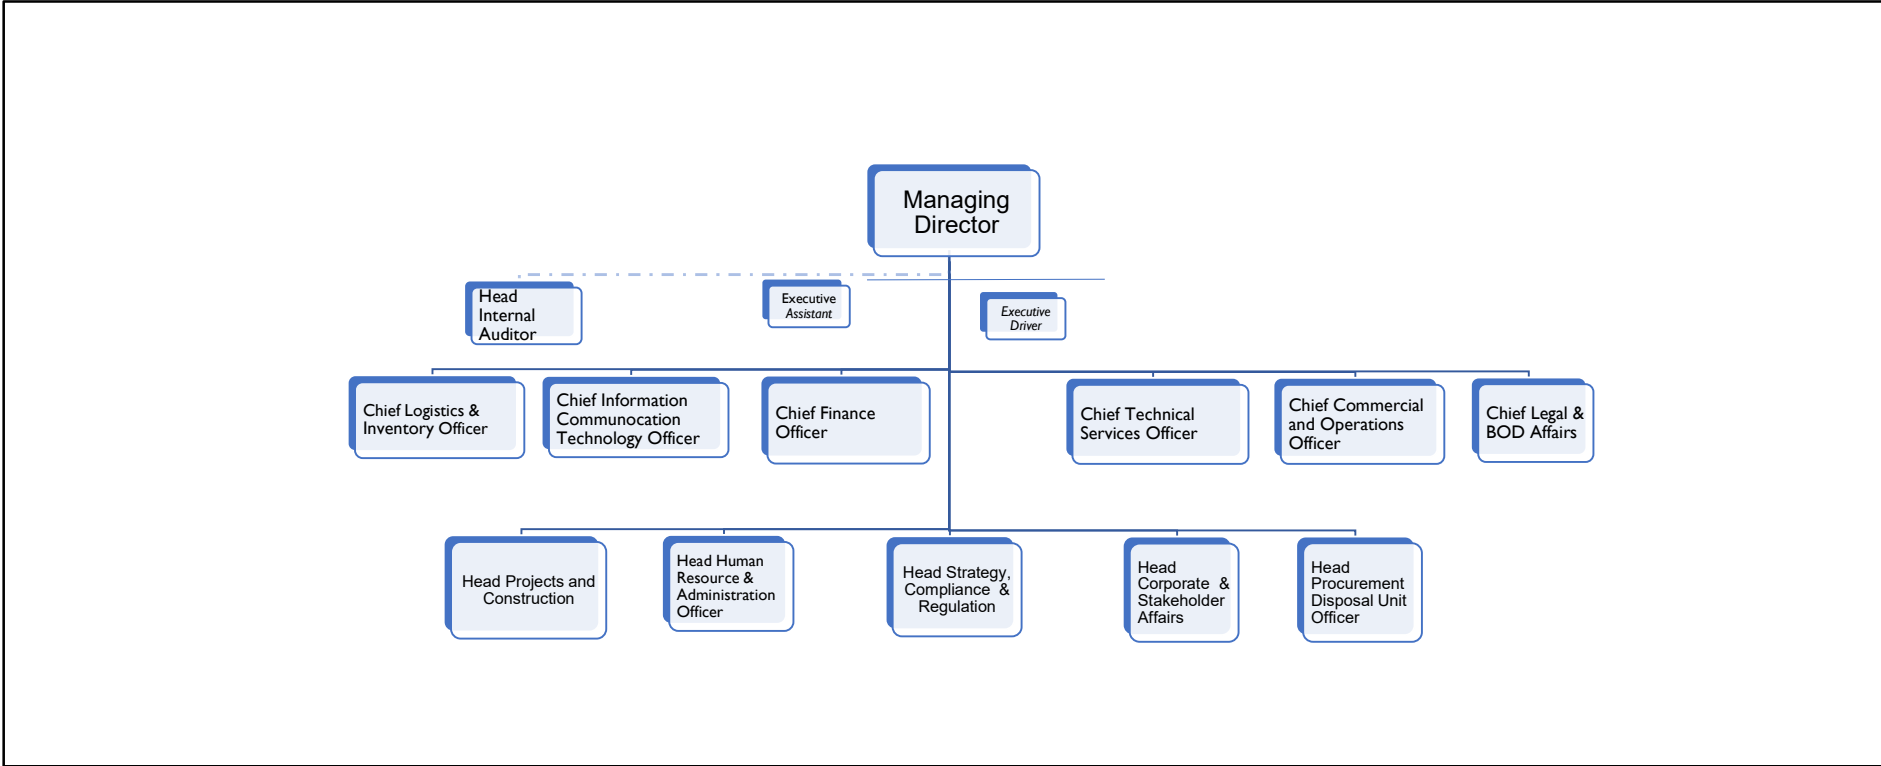 Managing
Director
Head
Internal
Auditor
Executive
Assistant
Executive
Driver
Chief Logistics &
Inventory Officer
Chief Information
Communocation
Technology Officer
Chief Finance
Officer
Chief Technical
Services Officer
Chief Commercial
and Operations
Officer
Chief Legal &
BOD Affairs
Head Projects and
Construction
Head Human
Resource &
Administration
Officer
Head Strategy,
Compliance &
Regulation
Head
Corporate &
Stakeholder
Affairs
Head
Procurement
Disposal Unit
Officer